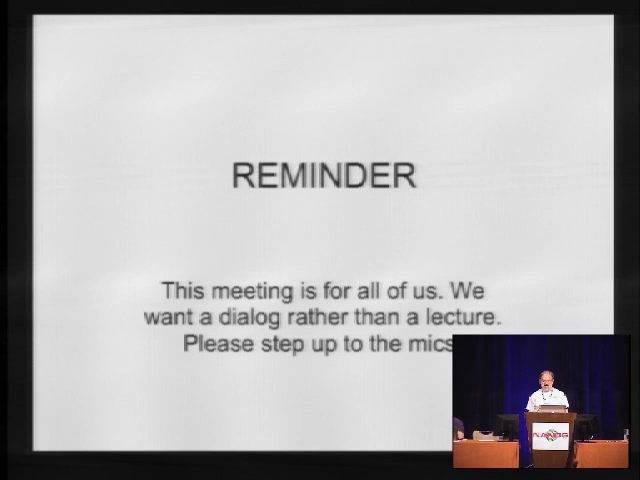 REMINDER
This meeting is for all of us. We
want a dialog rather than a lecture.
Please step up to the mics
NANOG